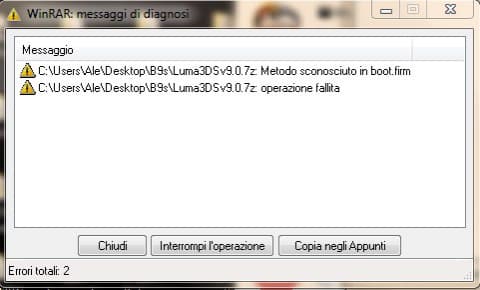 WinRAR: messaggi di diagnosi
Messaggio
C:\Users\Ale\Desktop\B9s\Luma3DSv9.0.7z: Metodo sconosciuto in boot.firm
C:\Users\Ale\Desktop\B9s\Luma3DSv9.0.7z: operazione fallita
Chiudi Interrompi l'operazione Copia negli Appunti
Errori totali: 2